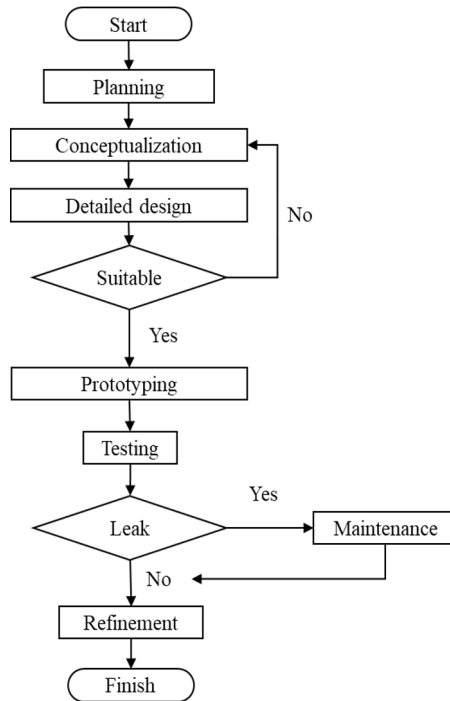 Start
Planning
Conceptualization
Detailed design
No
Suitable
Yes
Prototyping
Testing
Yes
Leak
Maintenance
No
Refinement
Finish